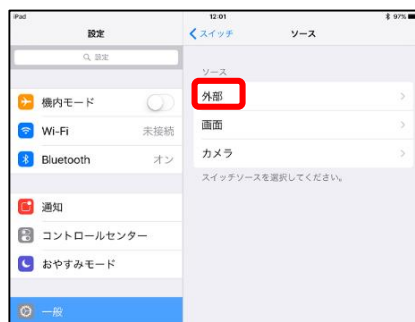 iPad
12:01
97%
設定
スイッチ
ソース
設定
ソース
機内モード
外部
Wi-Fi
未接続
画面
Bluetooth
オン
カメラ
スイッチソースを選択してください。
通知
コントロールセンター
おやすみモード
一般